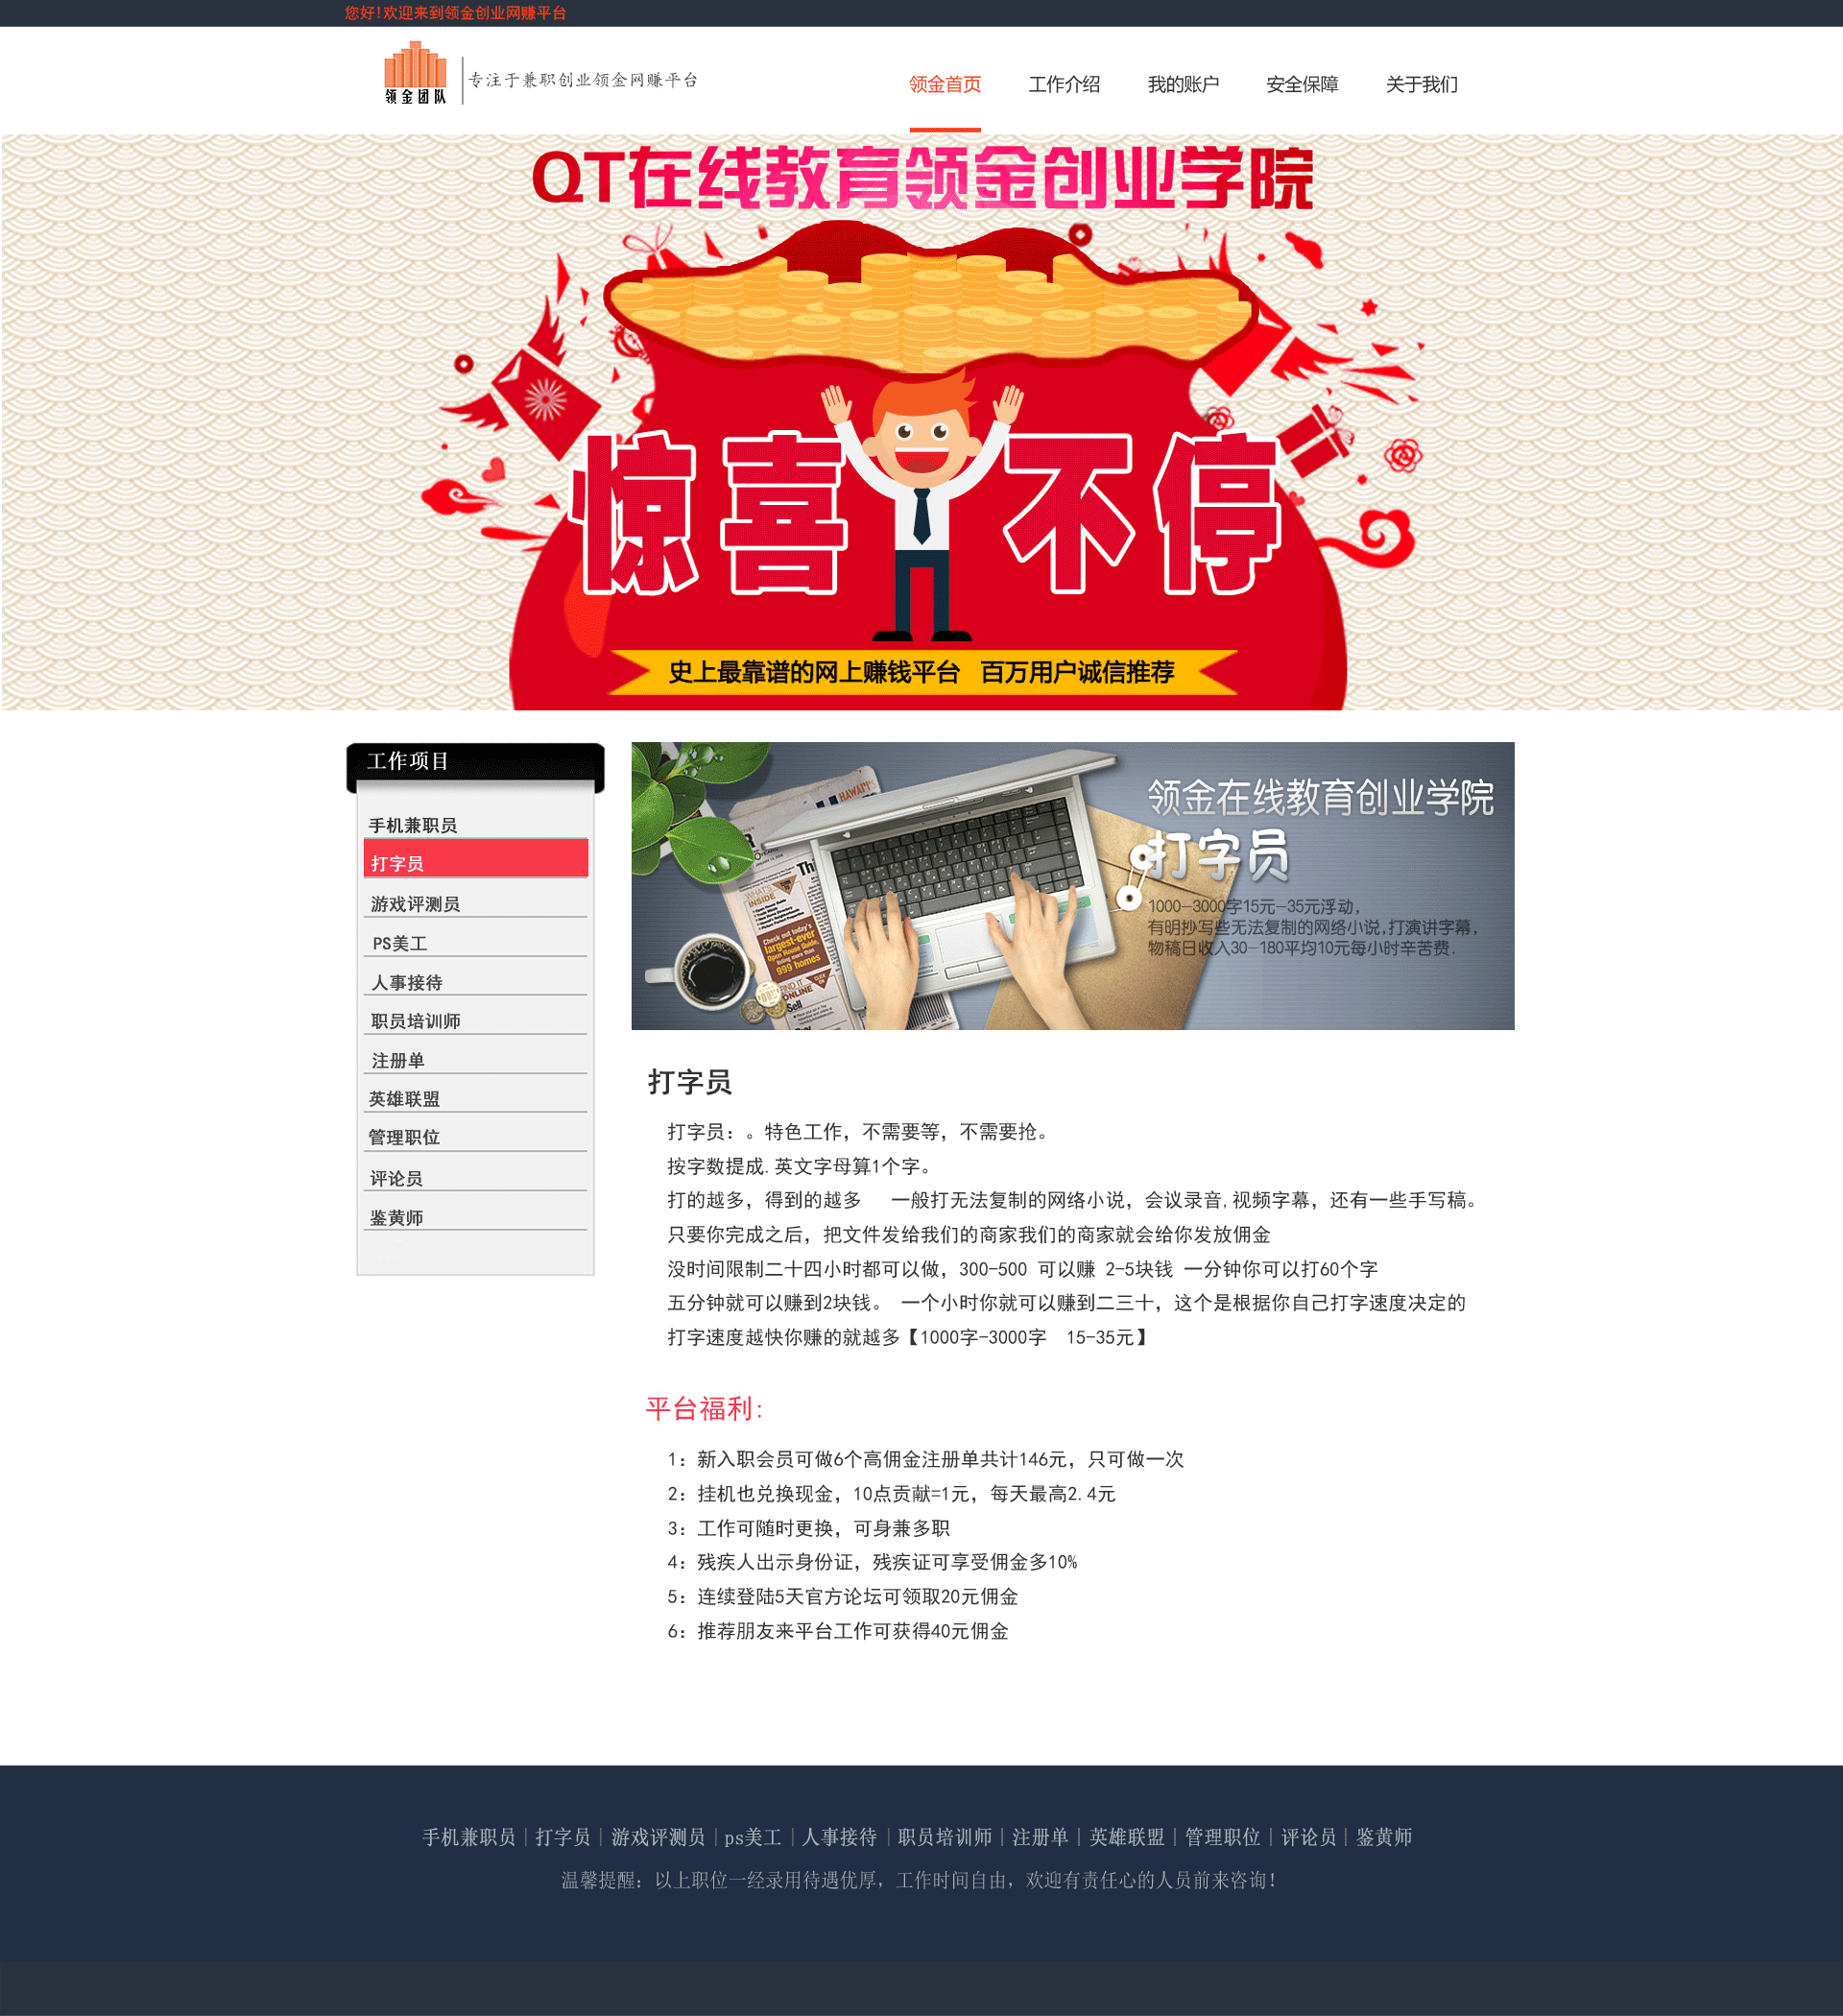 您好!欢迎来到领金创业网赚平台
领金团队
专注于兼职创业领金网赚平台
领金首页 工作介绍 我的账户 安全保障 关于我们
QT在线教育领金创业学院
惊喜不停
史上最靠谱的网上赚钱平台 百万用户诚信推荐
工作项目
手机兼职员
打字员
游戏评测员
PS美工
人事接待
职员培训师
注册单
英雄联盟
管理职位
评论员
鉴黄师
HAWAI'I'S
WHAT'S
INSIDE
Check out today's
largest-ever
Open House Guide,
999 homes
FIND IT
ONLINE
Sell
领金在线教育创业学院
打字员
1000-3000字15元-35元浮动,
有明抄写些无法复制的网络小说,打演讲字幕,
物稿日收入30-180平均10元每小时辛苦费.
打字员
打字员：。特色工作，不需要等，不需要抢。
按字数提成.英文字母算1个字。
打的越多，得到的越多 一般打无法复制的网络小说，会议录音,视频字幕，还有一些手写稿。
只要你完成之后，把文件发给我们的商家我们的商家就会给你发放佣金
没时间限制二十四小时都可以做，300-500 可以赚 2-5块钱 一分钟你可以打60个字
五分钟就可以赚到2块钱。 一个小时你就可以赚到二三十，这个是根据你自己打字速度决定的
打字速度越快你赚的就越多【1000字-3000字 15-35元】
平台福利:
1：新入职会员可做6个高佣金注册单共计146元，只可做一次
2：挂机也兑换现金，10点贡献=1元，每天最高2.4元
3：工作可随时更换，可身兼多职
4：残疾人出示身份证，残疾证可享受佣金多10%
5：连续登陆5天官方论坛可领取20元佣金
6：推荐朋友来平台工作可获得40元佣金
手机兼职员｜打字员｜游戏评测员｜ps美工｜人事接待｜职员培训师｜注册单｜英雄联盟｜管理职位｜评论员｜鉴黄师
温馨提醒：以上职位一经录用待遇优厚，工作时间自由，欢迎有责任心的人员前来咨询！